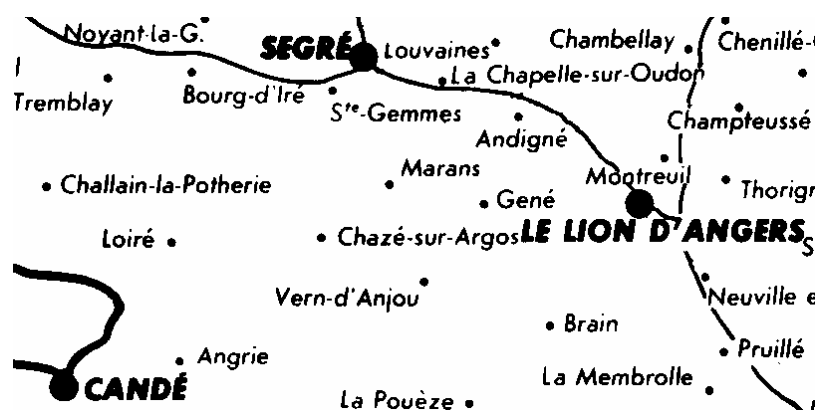 Noyant-la-G.
SEGRÉ
Louvaines
Chambellay
Chenillé-
La Chapelle-sur-Oudon
Tremblay
Bourg-d'Iré
Ste-Gemmes
Andigné
Champteussé
Marans
Montreuil
Challain-la-Potherie
Gené
Thorign
Loiré
Chazé-sur-Argos
LE LION D'ANGERS
S
Vern-d'Anjou
Neuville e
Brain
Angrie
Pruillé
CANDÉ
La Membrolle
La Pouèze